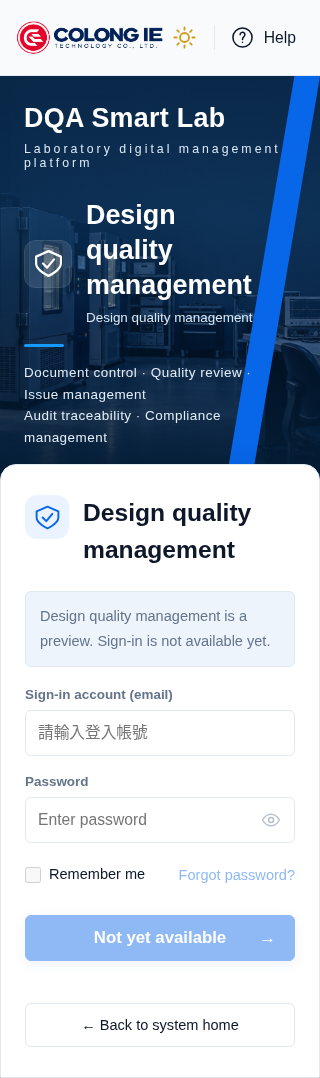 COLONG IE
TECHNOLOGY CO., LTD.
Help
DQA Smart Lab
Laboratory digital management
platform
Design
quality
management
Design quality management
Document control · Quality review ·
Issue management
Audit traceability · Compliance
management
Design quality
management
Design quality management is a
preview. Sign-in is not available yet.
Sign-in account (email)
請輸入登入帳號
Password
Enter password
Remember me
Forgot password?
Not yet available →
← Back to system home